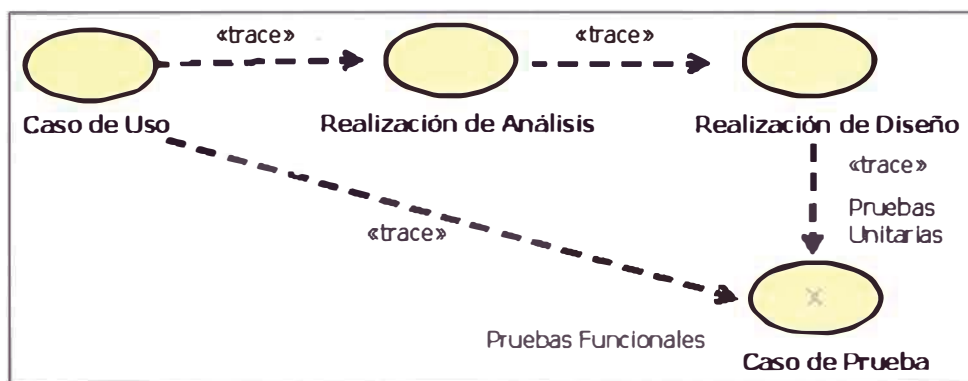 «trace»
«trace»
Caso de Uso
Realización de Análisis
Realización de Diseño
«trace»
Pruebas
Unitarias
«trace»
Pruebas Funcionales
Caso de Prueba